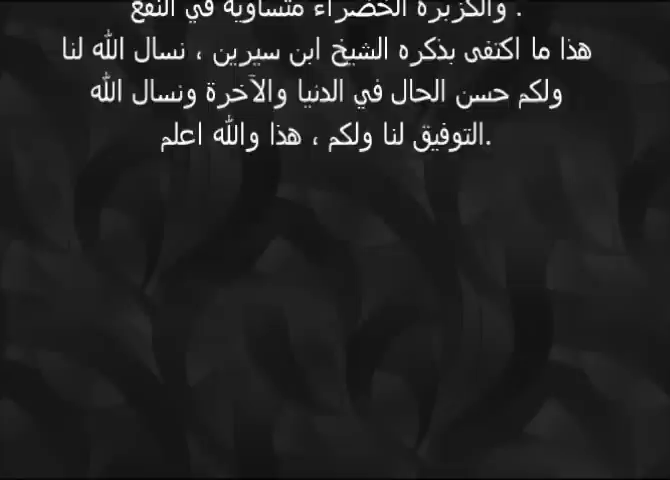 والكزبرة الخضراء متساوية في النفع .
هذا ما اكتفى بذكره الشيخ ابن سيرين ، نسال الله لنا
ولكم حسن الحال في الدنيا والآخرة ونسال الله
التوفيق لنا ولكم ، هذا والله اعلم.